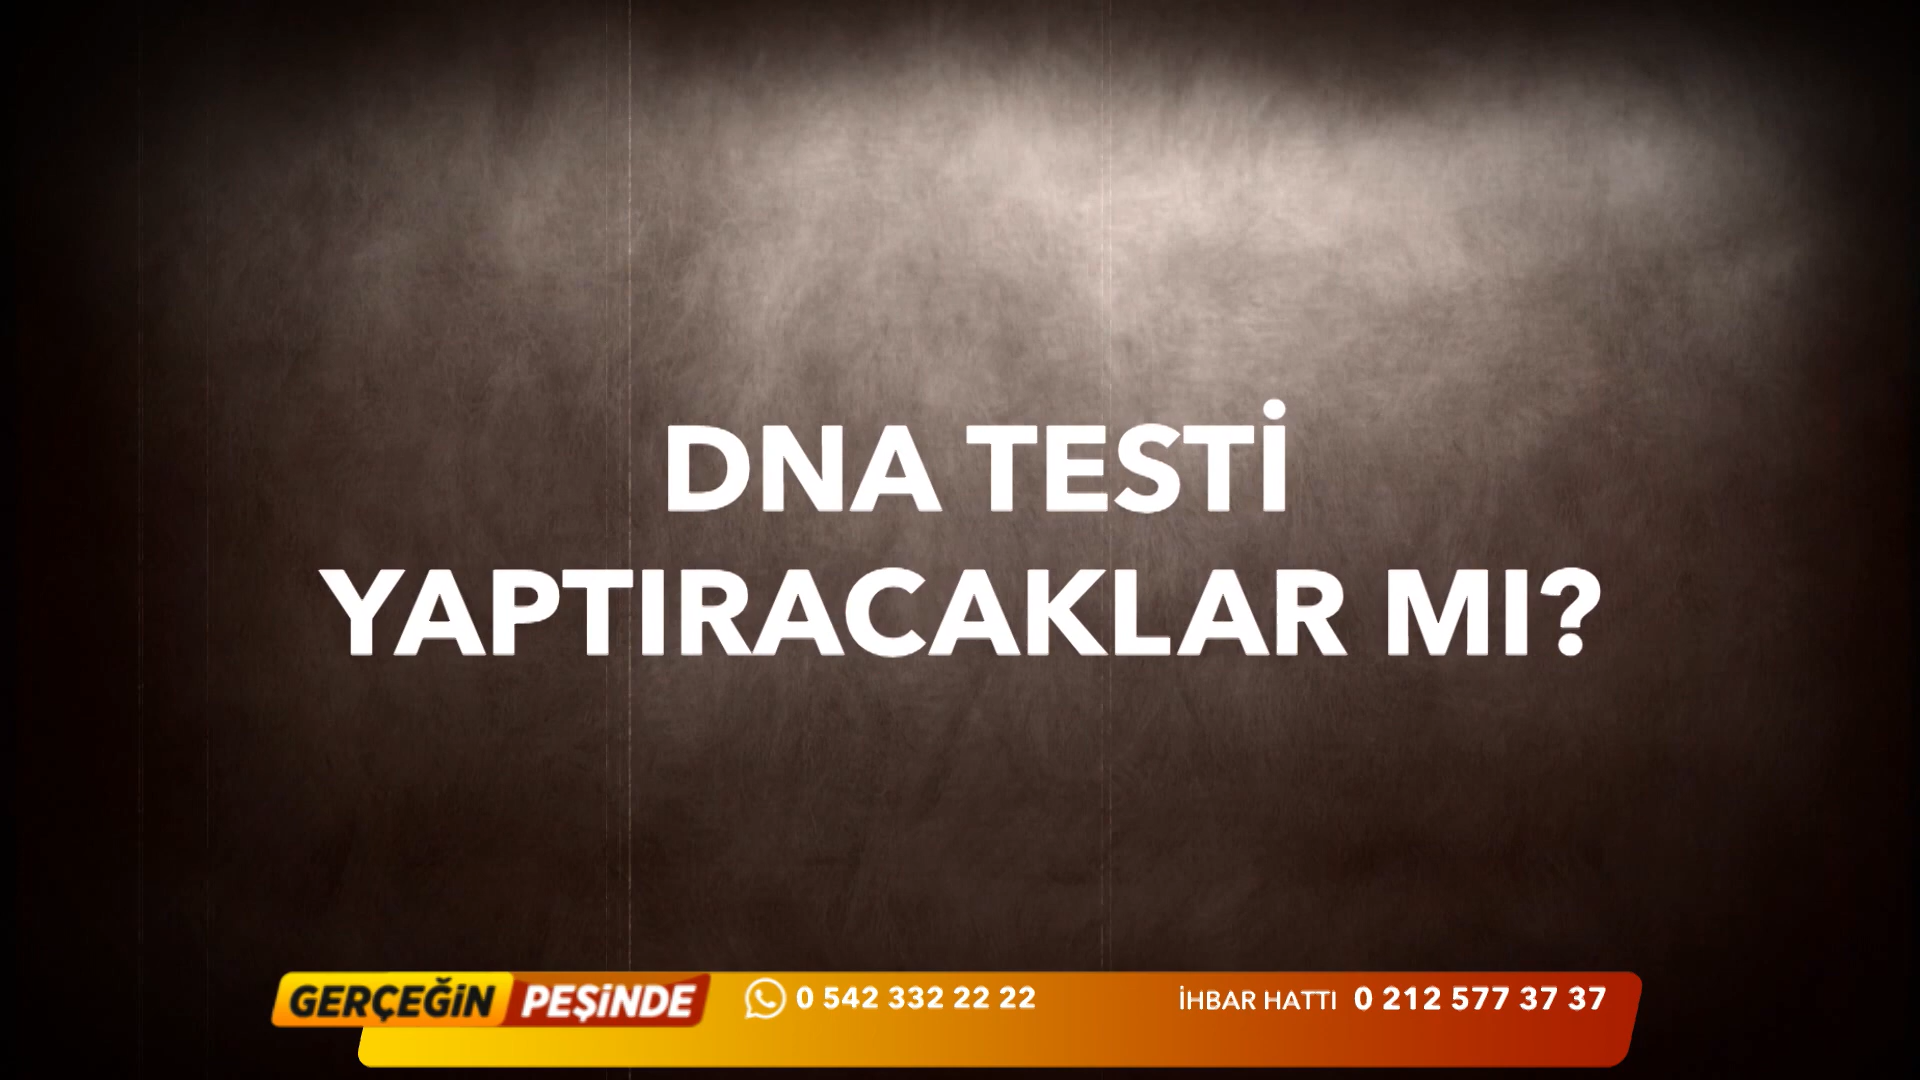 DNA TESTİ
YAPTIRACAKLAR MI?
GERÇEĞİN PEŞİNDE 0 542 332 22 22 İHBAR HATTI 0 212 577 37 37